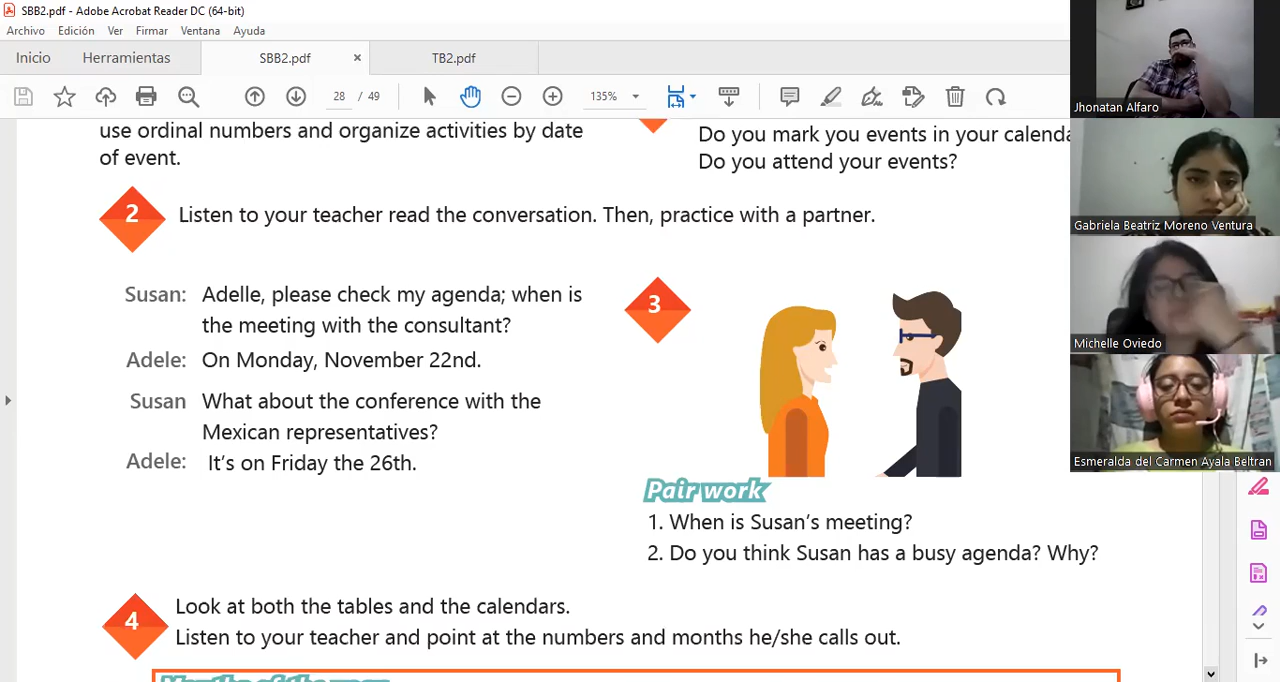 SBB2.pdf - Adobe Acrobat Reader DC (64-bit)
Archivo Edición Ver Firmar Ventana Ayuda
Inicio Herramientas SBB2.pdf × TB2.pdf
28 / 49 135%
use ordinal numbers and organize activities by date
of event.
Do you mark you events in your calenda
Do you attend your events?
2 Listen to your teacher read the conversation. Then, practice with a partner.
Susan: Adelle, please check my agenda; when is
the meeting with the consultant?
Adele: On Monday, November 22nd.
Susan What about the conference with the
Mexican representatives?
Adele: It's on Friday the 26th.
3
Pair work
1. When is Susan's meeting?
2. Do you think Susan has a busy agenda? Why?
4 Look at both the tables and the calendars.
Listen to your teacher and point at the numbers and months he/she calls out.
Jhonatan Alfaro
Gabriela Beatriz Moreno Ventura
Michelle Oviedo
Esmeralda del Carmen Ayala Beltran